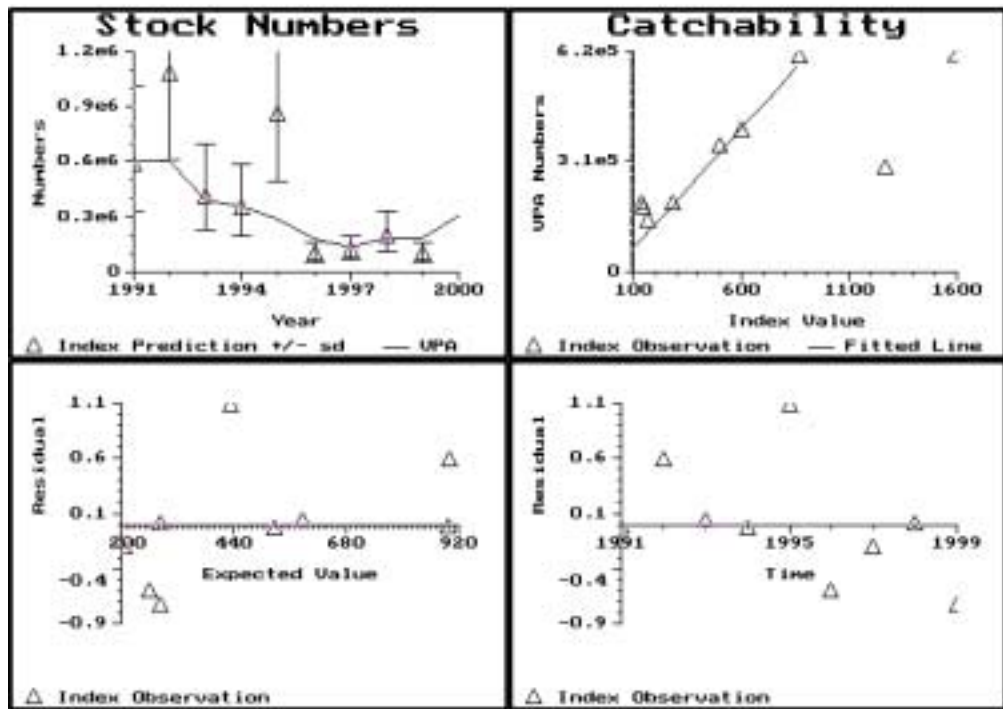 Stock Numbers
1.2e6
0.9e6
0.6e6
0.3e6
0
Numbers
1991 1994 1997 2000
Year
Index Prediction +/- sd VPA
Catchability
6.2e5
3.1e5
0
VPA Numbers
100 600 1100 1600
Index Value
Index Observation Fitted Line
1.1
0.6
0.1
-0.4
-0.9
Residual
200 440 680 920
Expected Value
Index Observation
1.1
0.6
0.1
-0.4
-0.9
Residual
1991 1995 1999
Time
Index Observation